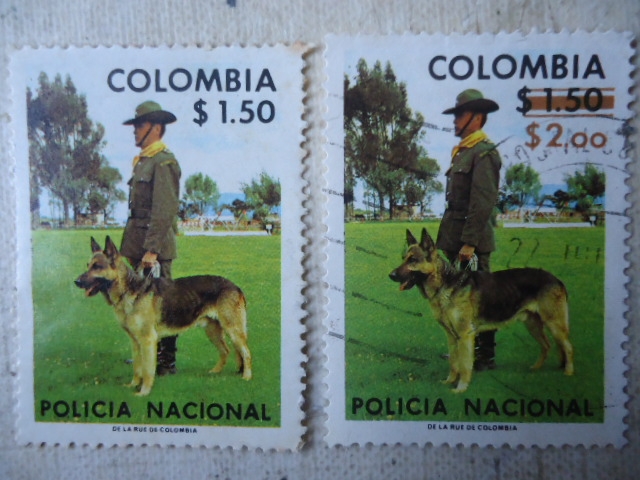 COLOMBIA
$ 1.50
POLICIA NACIONAL
DE LA RUE DE COLOMBIA
COLOMBIA
$ 1.50
$2,00
POLICIA NACIONAL
DE LA RUE DE COLOMBIA